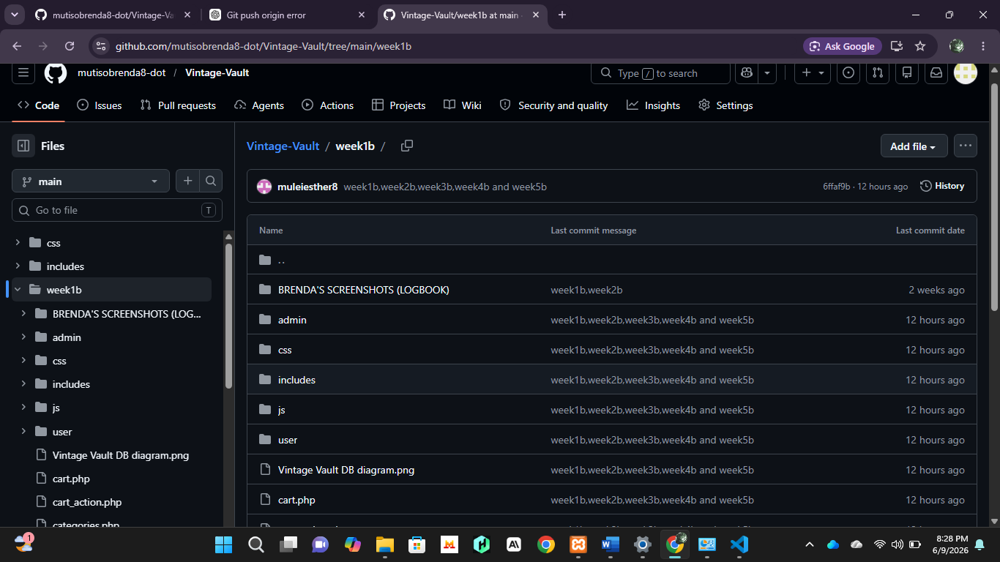 mutisobrenda8-dot/Vintage-Va
Git push origin error
Vintage-Vault/week1b at main
github.com/mutisobrenda8-dot/Vintage-Vault/tree/main/week1b
Ask Google
mutisobrenda8-dot / Vintage-Vault
Type / to search
Code
Issues
Pull requests
Agents
Actions
Projects
Wiki
Security and quality
Insights
Settings
Files
Vintage-Vault / week1b /
Add file
main
muleiesther8 week1b,week2b,week3b,week4b and week5b
6ffaf9b · 12 hours ago
History
Go to file
T
Name Last commit message Last commit date
css
includes
week1b
BRENDA'S SCREENSHOTS (LOG...
admin
css
includes
js
user
Vintage Vault DB diagram.png
cart.php
cart_action.php
categories.php
..
BRENDA'S SCREENSHOTS (LOGBOOK) week1b,week2b 2 weeks ago
admin week1b,week2b,week3b,week4b and week5b 12 hours ago
css week1b,week2b,week3b,week4b and week5b 12 hours ago
includes week1b,week2b,week3b,week4b and week5b 12 hours ago
js week1b,week2b,week3b,week4b and week5b 12 hours ago
user week1b,week2b,week3b,week4b and week5b 12 hours ago
Vintage Vault DB diagram.png week1b,week2b,week3b,week4b and week5b 12 hours ago
cart.php week1b,week2b,week3b,week4b and week5b 12 hours ago
1
8:28 PM
6/9/2026